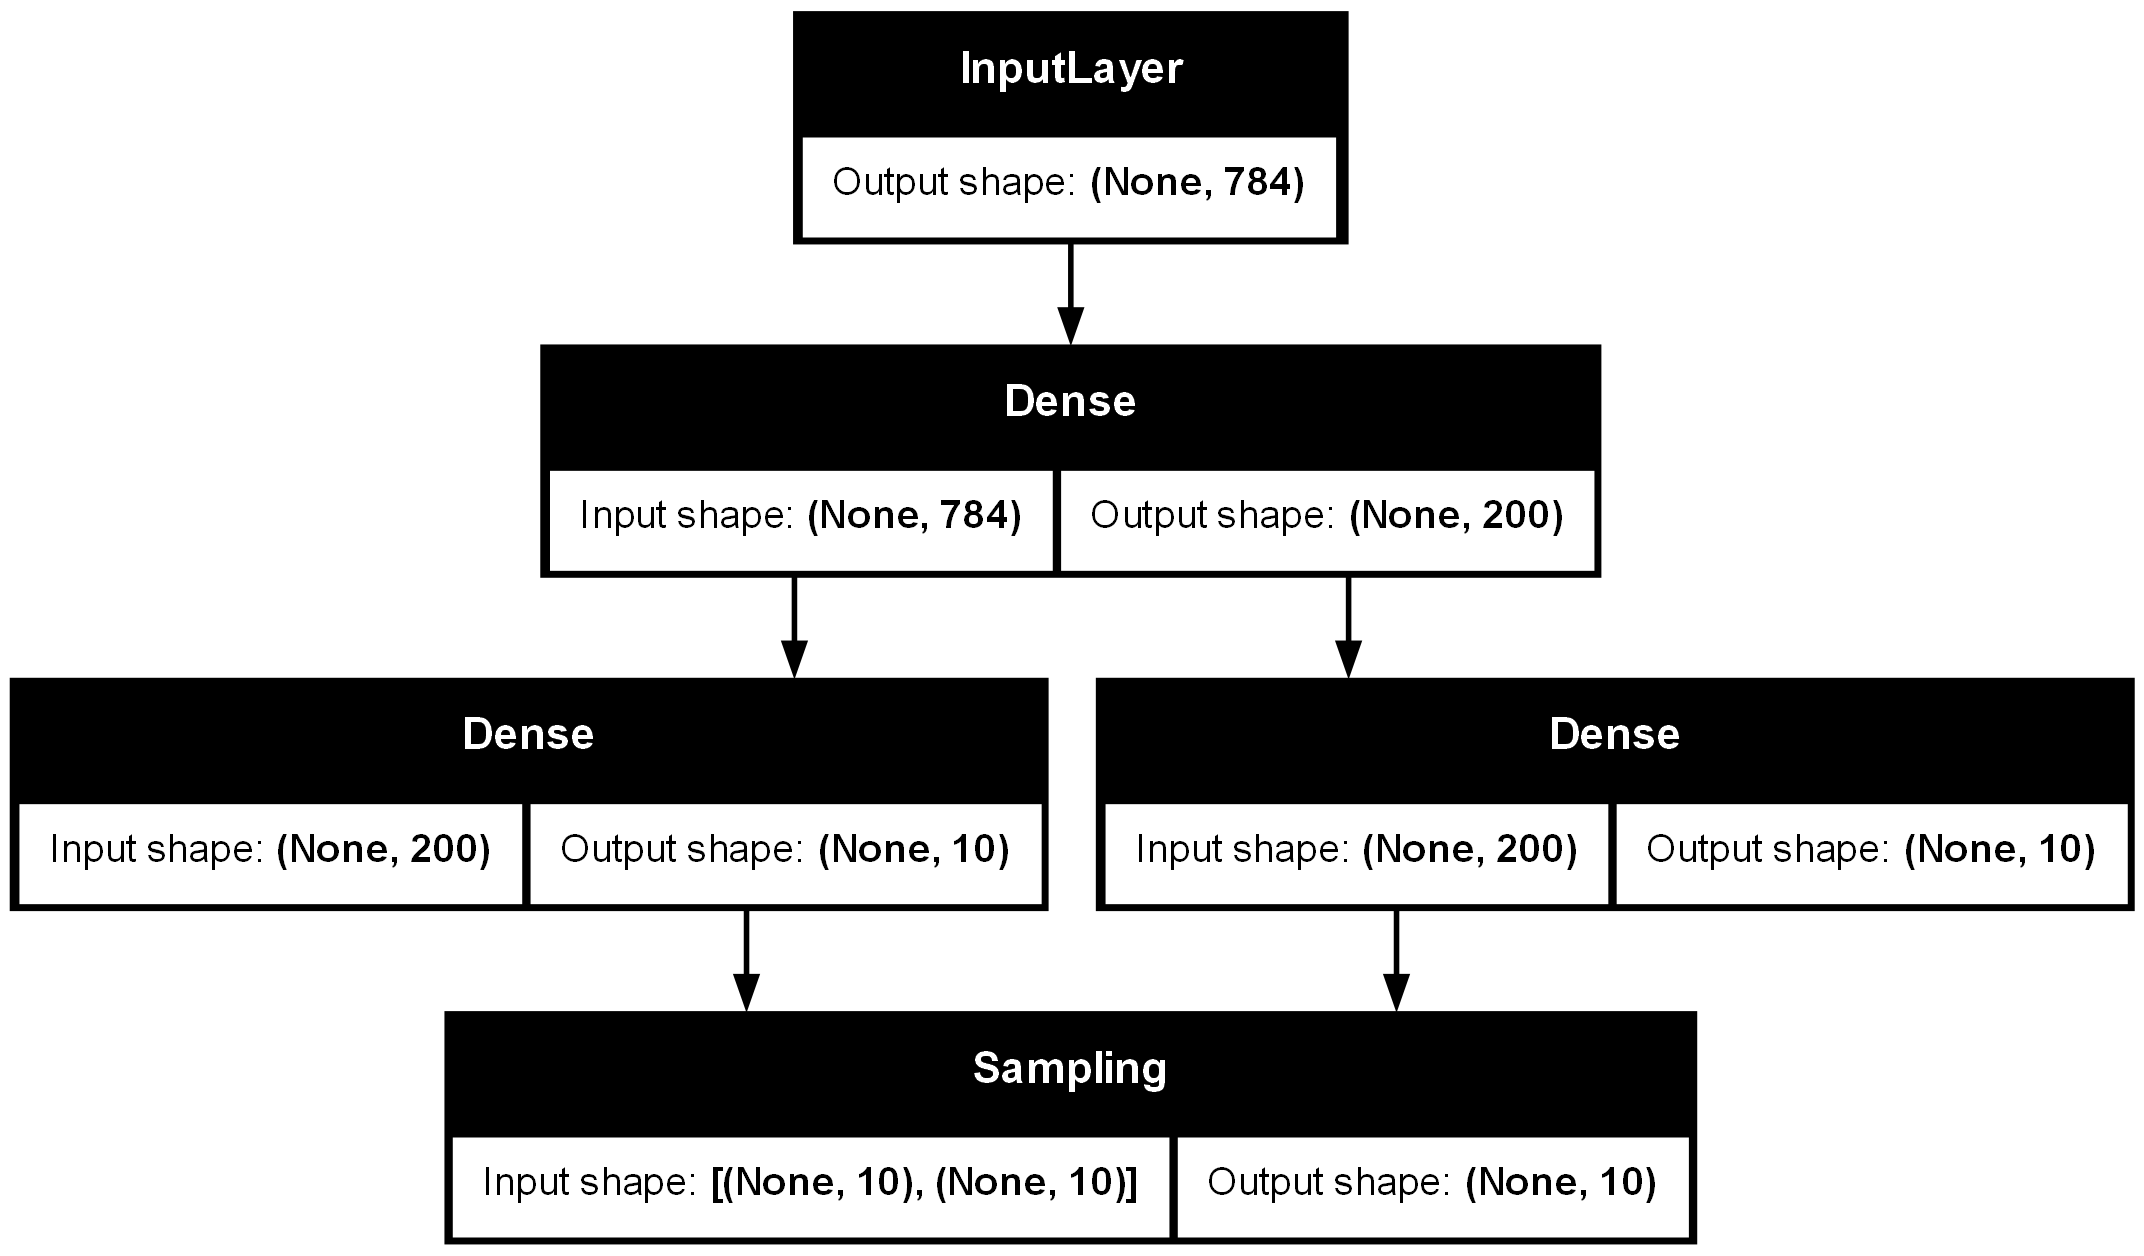 InputLayer
Output shape: (None, 784)
Dense
Input shape: (None, 784)
Output shape: (None, 200)
Dense
Input shape: (None, 200)
Output shape: (None, 10)
Dense
Input shape: (None, 200)
Output shape: (None, 10)
Sampling
Input shape: [(None, 10), (None, 10)]
Output shape: (None, 10)